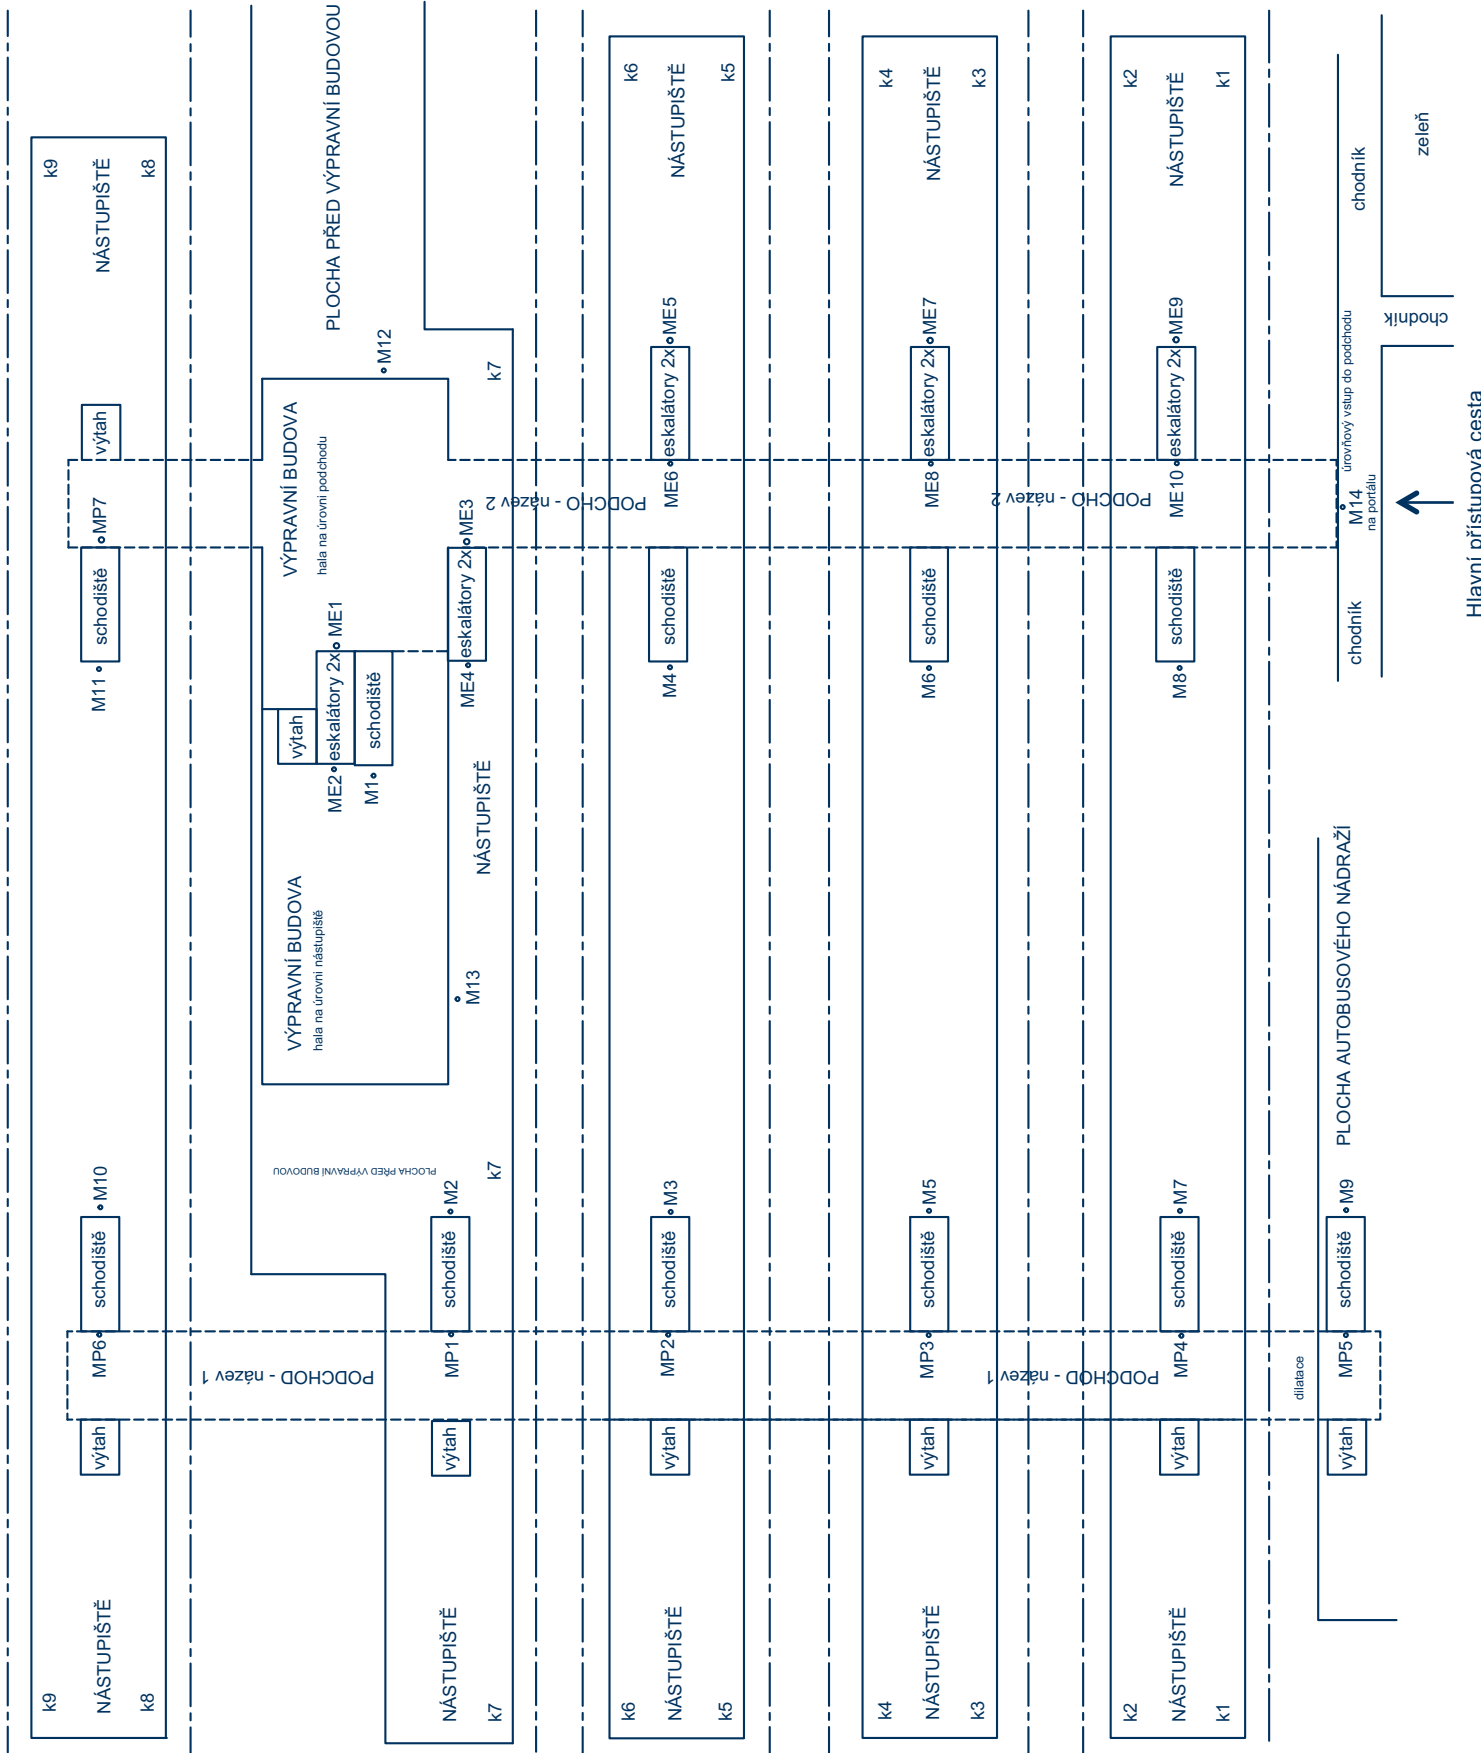 k9
NÁSTUPIŠTĚ
k8
výtah
MP7
schodiště
M11
M10
schodiště
MP6
výtah
k9
NÁSTUPIŠTĚ
k8
PLOCHA PŘED VÝPRAVNÍ BUDOVOU
M12
k7
VÝPRAVNÍ BUDOVA
hala na úrovni podchodu
ME1
eskalátory 2x
ME2
výtah
schodiště
M1
ME3
eskalátory 2x
ME4
NÁSTUPIŠTĚ
VÝPRAVNÍ BUDOVA
hala na úrovni nástupiště
M13
PLOCHA PŘED VÝPRAVNÍ BUDOVOU
k7
M2
schodiště
MP1
výtah
PODCHOD - název 1
NÁSTUPIŠTĚ
k7
k6
NÁSTUPIŠTĚ
k5
ME5
eskalátory 2x
ME6
PODCHO - název 2
schodiště
M4
M3
schodiště
MP2
výtah
k6
NÁSTUPIŠTĚ
k5
k4
NÁSTUPIŠTĚ
k3
ME7
eskalátory 2x
ME8
schodiště
M6
M5
schodiště
MP3
výtah
k4
NÁSTUPIŠTĚ
k3
k2
NÁSTUPIŠTĚ
k1
ME9
eskalátory 2x
ME10
PODCHO - název 2
schodiště
M8
M7
schodiště
MP4
PODCHOD - název 1
výtah
k2
NÁSTUPIŠTĚ
k1
chodník
zeleň
chodník
úrovňový vstup do podchodu
M14
na portálu
Hlavní přístupová cesta
chodník
PLOCHA AUTOBUSOVÉHO NÁDRAŽÍ
M9
schodiště
MP5
dilatace
výtah